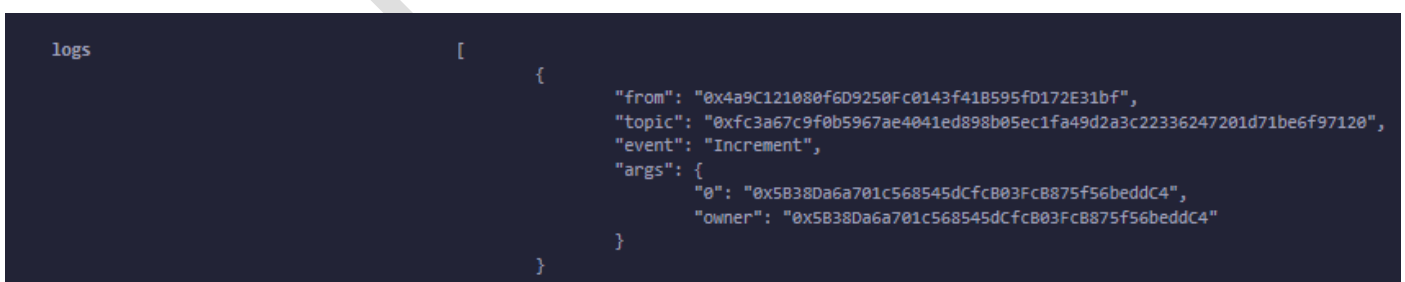 logs [
{
"from": "0x4a9C121080f6D9250Fc0143f41B595fD172E31bf",
"topic": "0xfc3a67c9f0b5967ae4041ed898b05ec1fa49d2a3c22336247201d71be6f97120",
"event": "Increment",
"args": {
"0": "0x5B38Da6a701c568545dCfcB03FcB875f56beddC4",
"owner": "0x5B38Da6a701c568545dCfcB03FcB875f56beddC4"
}
}